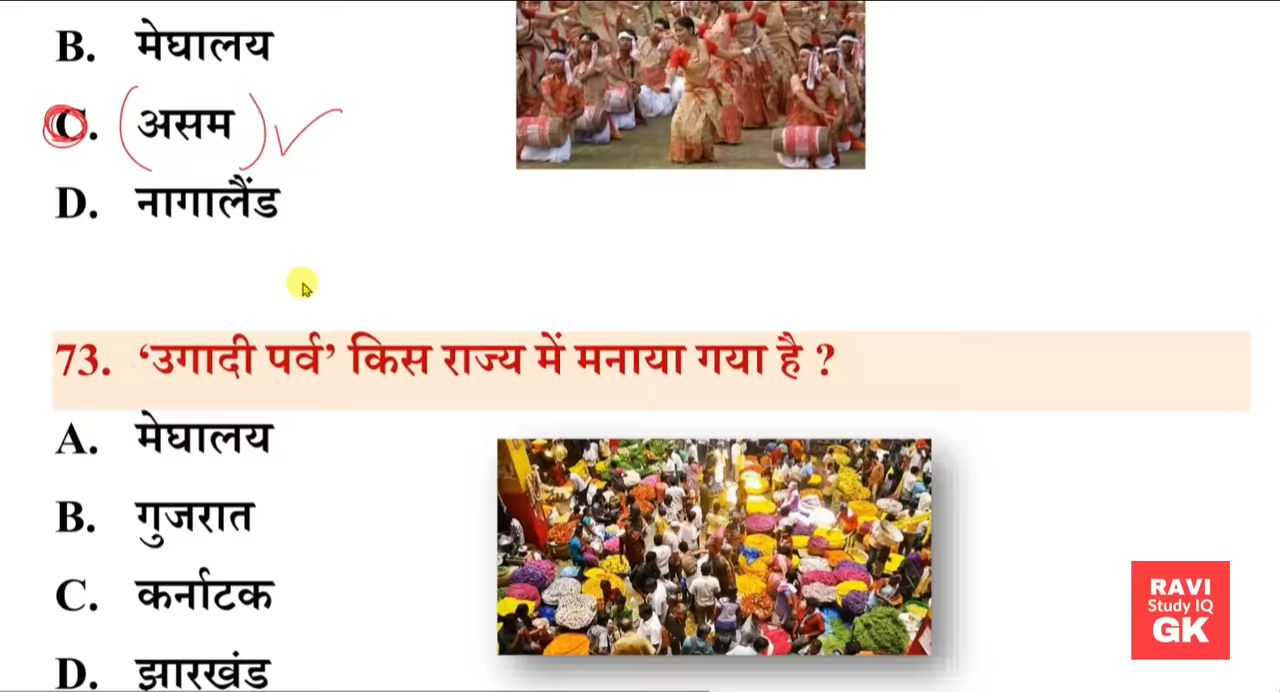 B. मेघालय
C. (असम) ✓
D. नागालैंड
73. ‘उगादी पर्व’ किस राज्य में मनाया गया है ?
A. मेघालय
B. गुजरात
C. कर्नाटक
D. झारखंड
RAVI
Study IQ
GK